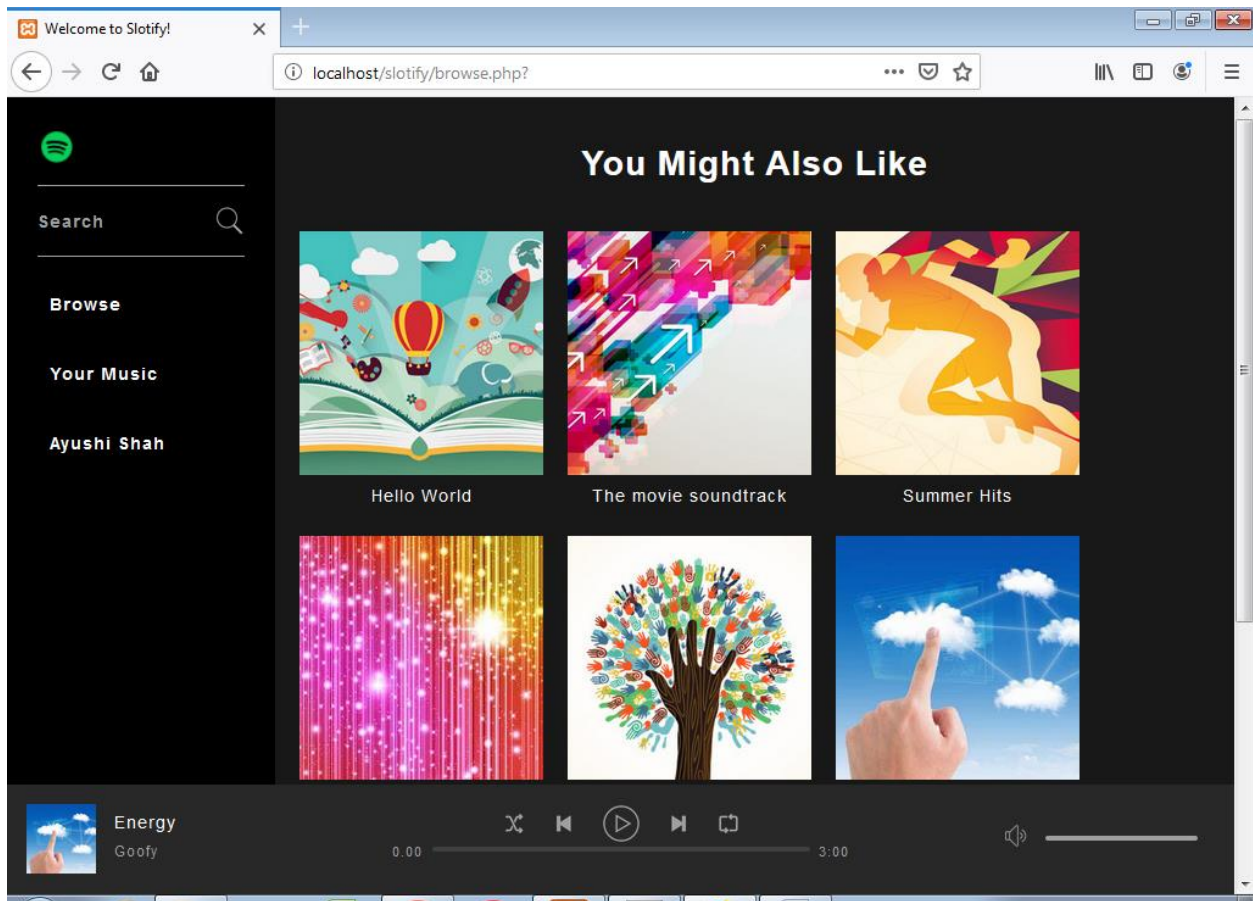 Welcome to Slotify!
localhost/slotify/browse.php?
Search
Browse
Your Music
Ayushi Shah
You Might Also Like
Hello World
The movie soundtrack
Summer Hits
Energy
Goofy
0.00
3:00